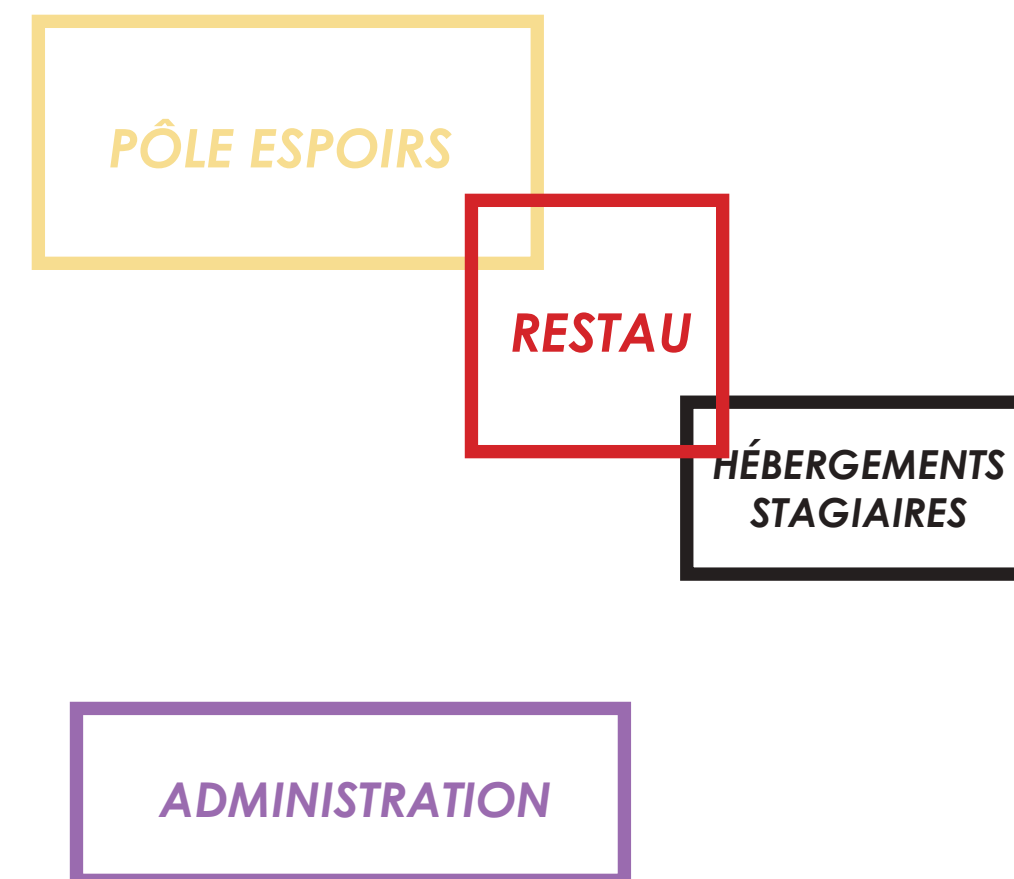 PÔLE ESPOIRS
RESTAU
HÉBERGEMENTS
STAGIAIRES
ADMINISTRATION